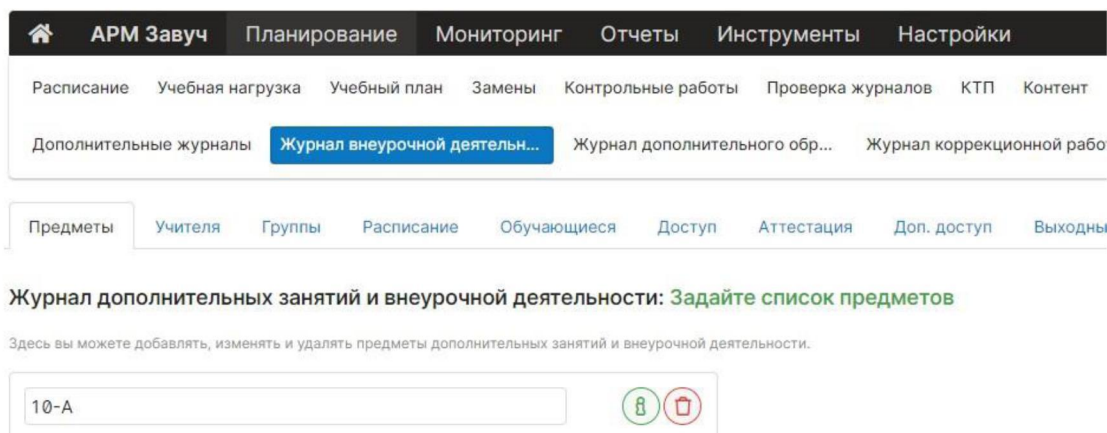 АРМ Завуч Планирование Мониторинг Отчеты Инструменты Настройки
Расписание Учебная нагрузка Учебный план Замены Контрольные работы Проверка журналов КТП Контент
Дополнительные журналы Журнал внеурочной деятельн... Журнал дополнительного обр... Журнал коррекционной рабо
Предметы Учителя Группы Расписание Обучающиеся Доступ Аттестация Доп. доступ Выходны
Журнал дополнительных занятий и внеурочной деятельности: Задайте список предметов
Здесь вы можете добавлять, изменять и удалять предметы дополнительных занятий и внеурочной деятельности.
10-А